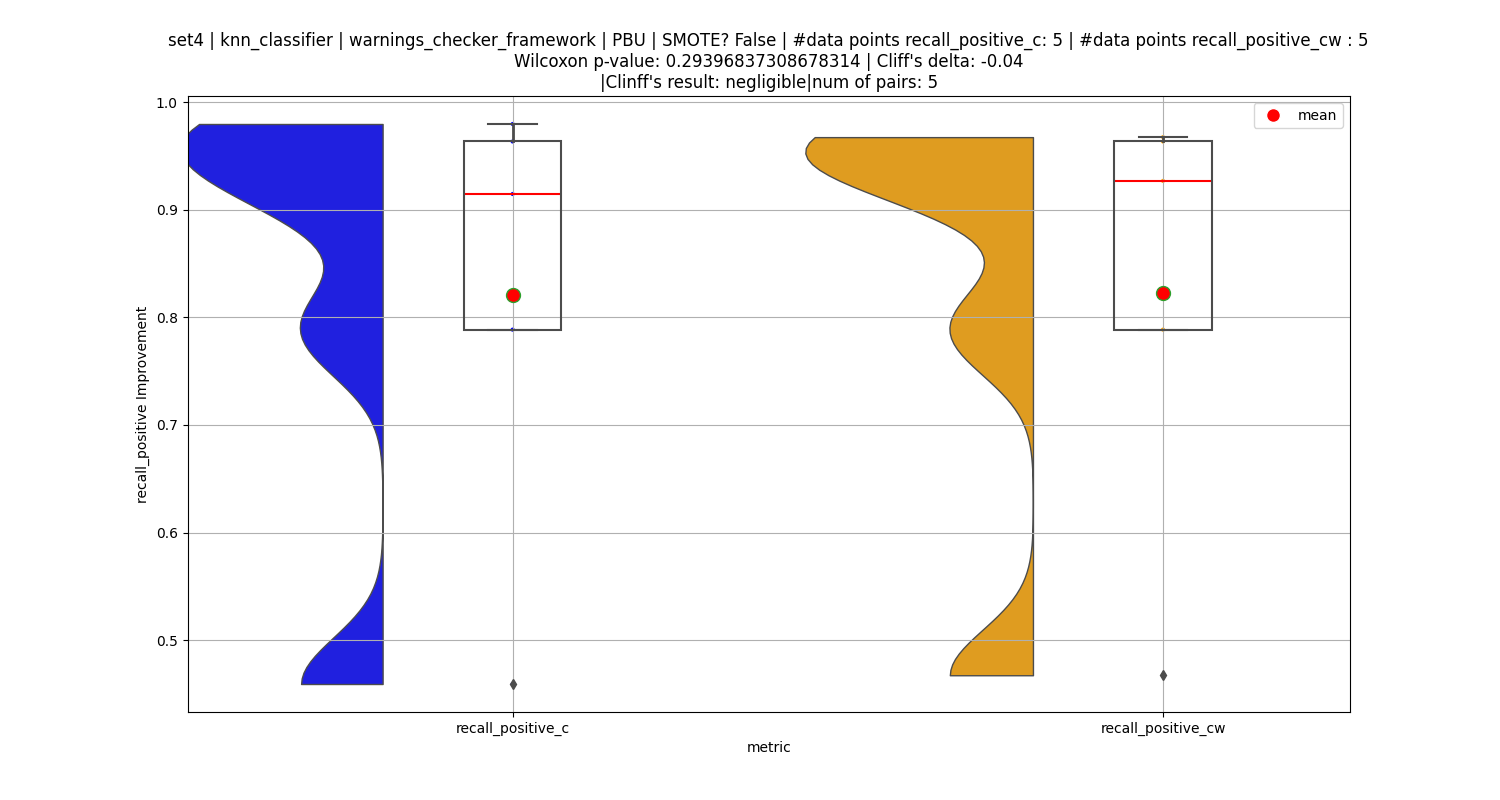 set4 | knn_classifier | warnings_checker_framework | PBU | SMOTE? False | #data points recall_positive_c: 5 | #data points recall_positive_cw : 5
Wilcoxon p-value: 0.29396837308678314 | Cliff's delta: -0.04
|Clinff's result: negligible|num of pairs: 5
mean
1.0
0.9
0.8
0.7
0.6
0.5
recall_positive Improvement
recall_positive_c
recall_positive_cw
metric